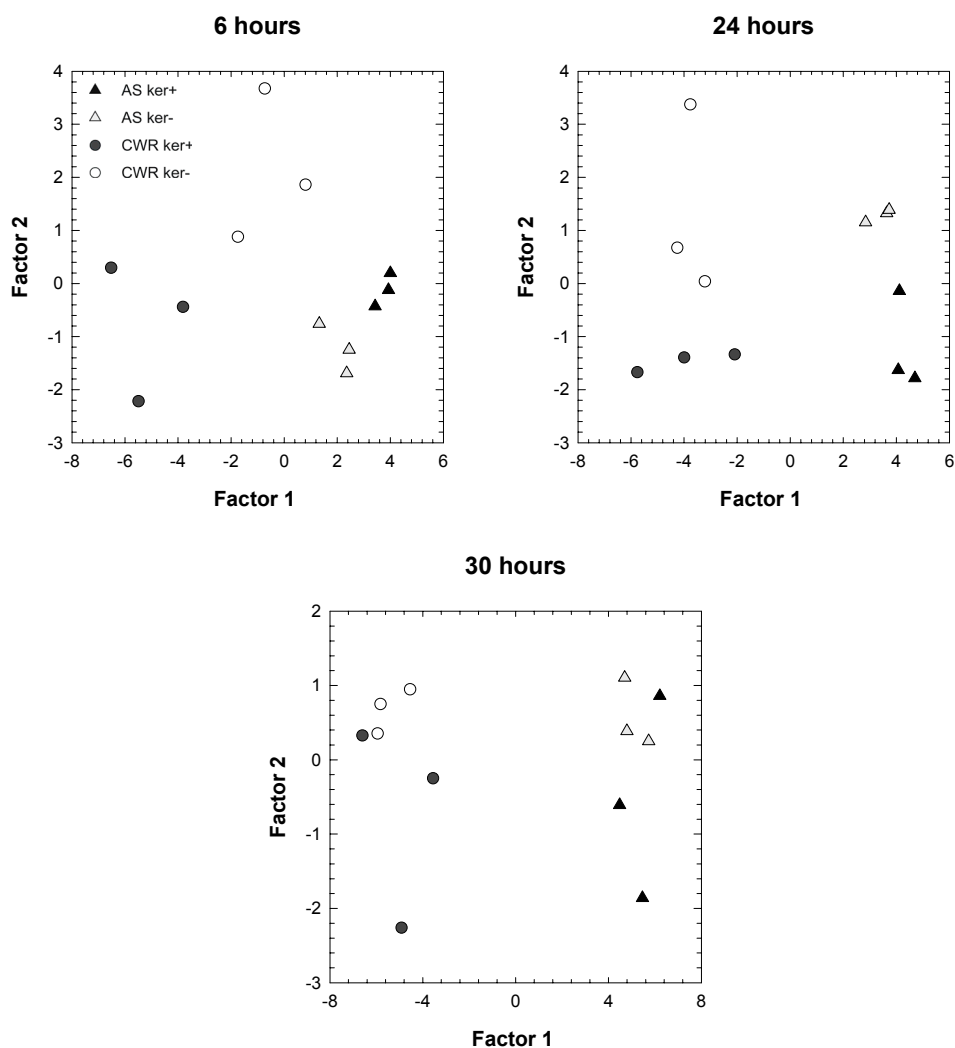 6 hours
4
3
2
1
0
-1
-2
-3
Factor 2
AS ker+
AS ker-
CWR ker+
CWR ker-
-8 -6 -4 -2 0 2 4 6
Factor 1
24 hours
4
3
2
1
0
-1
-2
-3
Factor 2
-8 -6 -4 -2 0 2 4 6
Factor 1
30 hours
2
1
0
-1
-2
-3
Factor 2
-8 -4 0 4 8
Factor 1